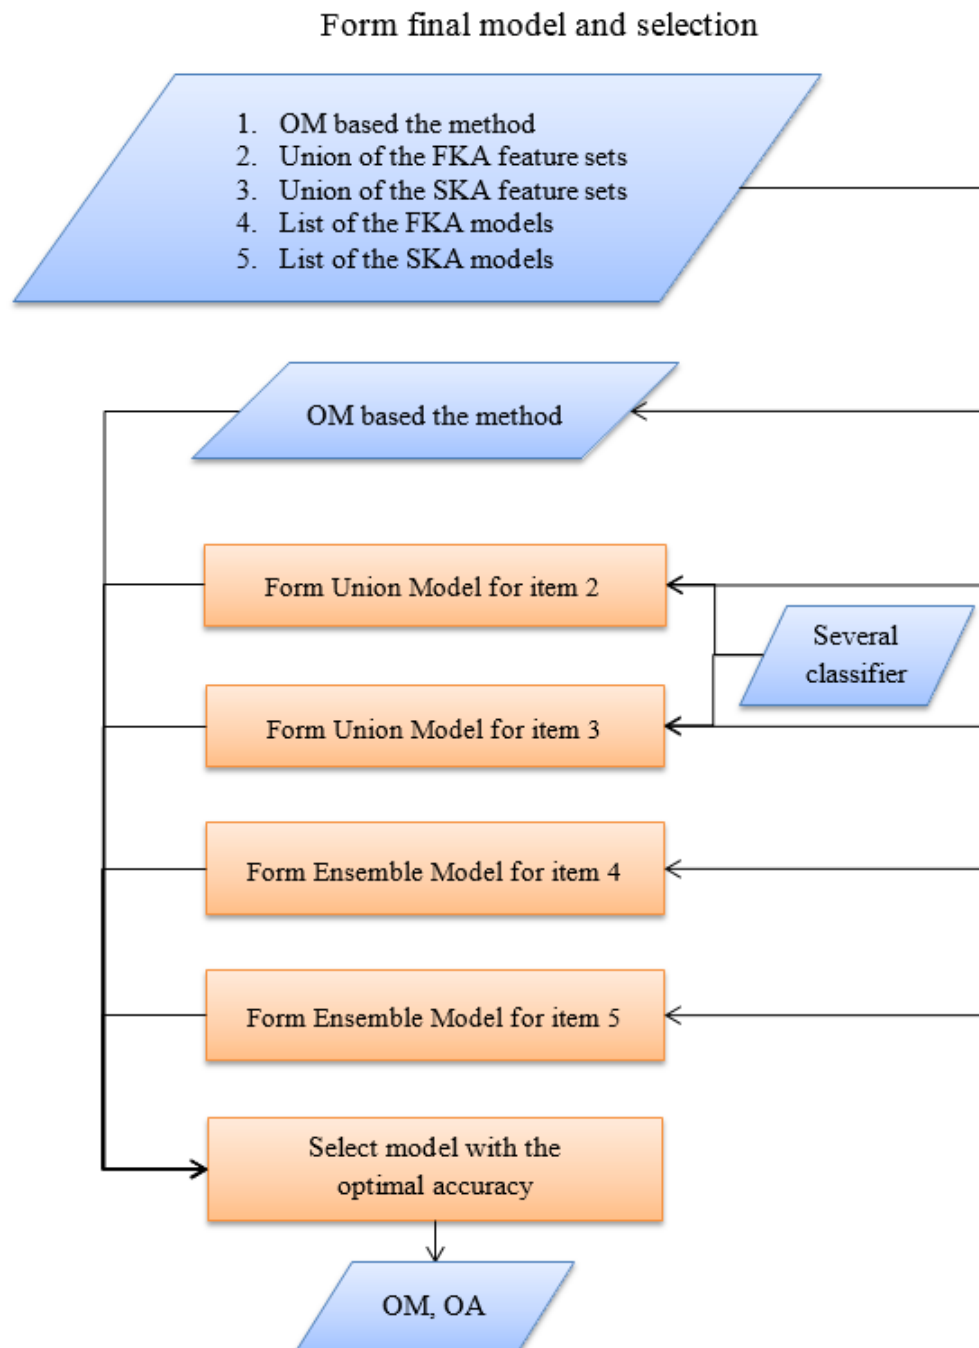 Form final model and selection
1. OM based the method
2. Union of the FKA feature sets
3. Union of the SKA feature sets
4. List of the FKA models
5. List of the SKA models
OM based the method
Form Union Model for item 2
Several
classifier
Form Union Model for item 3
Form Ensemble Model for item 4
Form Ensemble Model for item 5
Select model with the
optimal accuracy
OM, OA